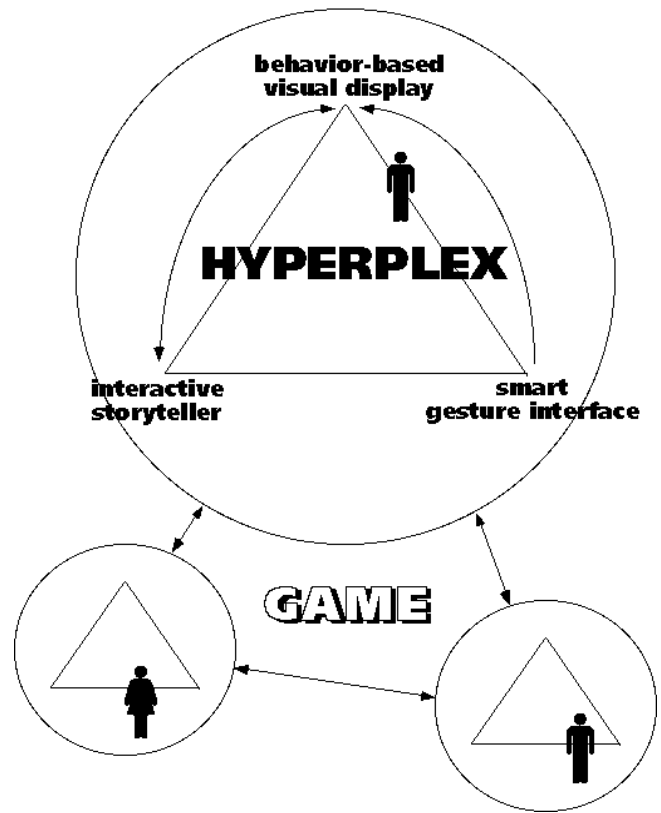 behavior-based
visual display
HYPERPLEX
interactive
storyteller
smart
gesture interface
GAME